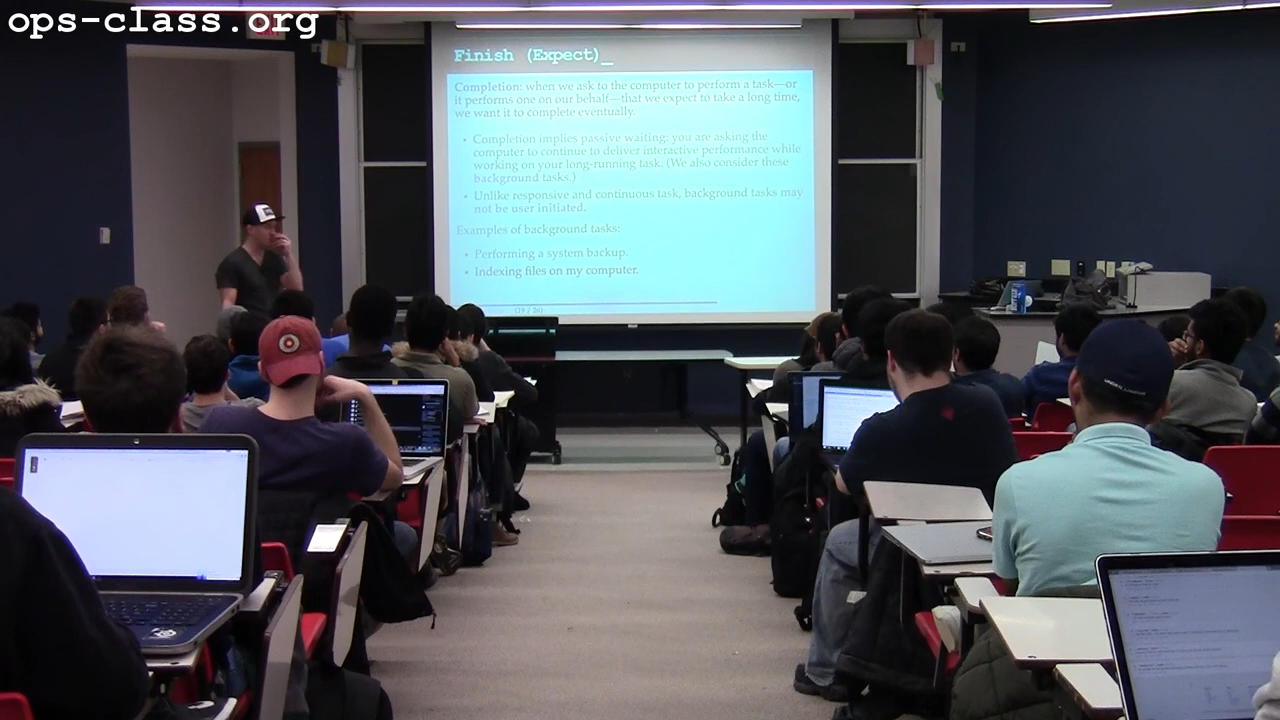 ops-class.org
Finish (Expect)_
Completion: when we ask to the computer to perform a task—or
it performs one on our behalf—that we expect to take a long time,
we want it to complete eventually.
• Completion implies passive waiting: you are asking the
computer to continue to deliver interactive performance while
working on your long-running task. (We also consider these
background tasks.)
• Unlike responsive and continuous task, background tasks may
not be user initiated.
Examples of background tasks:
• Performing a system backup.
• Indexing files on my computer.
(19 / 26)